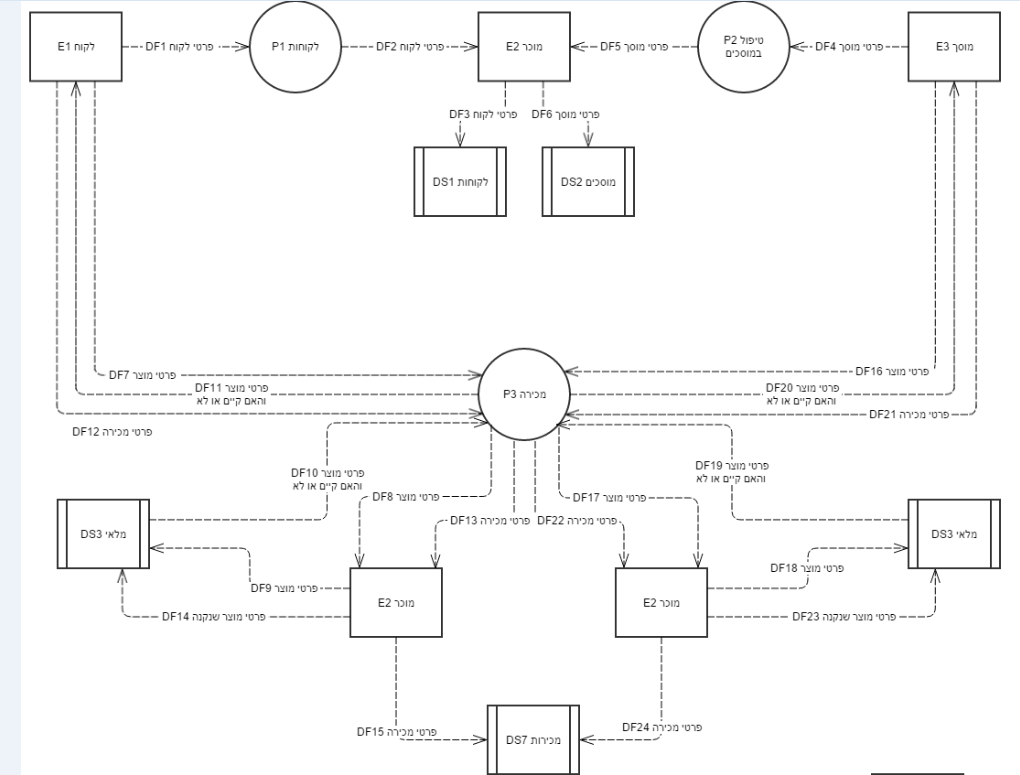 E1 לקוח
DF1 פרטי לקוח
P1 לקוחות
DF2 פרטי לקוח
E2 מוכר
DF5 פרטי מוסך
P2 טיפול
במוסכים
DF4 פרטי מוסך
E3 מוסך
DF3 פרטי לקוח
DF6 פרטי מוסך
DS1 לקוחות
DS2 מוסכים
DF7 פרטי מוצר
DF11 פרטי מוצר
והאם קיים או לא
DF12 פרטי מכירה
P3 מכירה
DF16 פרטי מוצר
DF20 פרטי מוצר
והאם קיים או לא
DF21 פרטי מכירה
DF10 פרטי מוצר
והאם קיים או לא
DF19 פרטי מוצר
והאם קיים או לא
DF8 פרטי מוצר
DF17 פרטי מוצר
DF13 פרטי מכירה
DF22 פרטי מכירה
DS3 מלאי
DS3 מלאי
DF9 פרטי מוצר
DF18 פרטי מוצר
E2 מוכר
E2 מוכר
DF14 פרטי מוצר שנקנה
DF23 פרטי מוצר שנקנה
DF15 פרטי מכירה
DF24 פרטי מכירה
DS7 מכירות